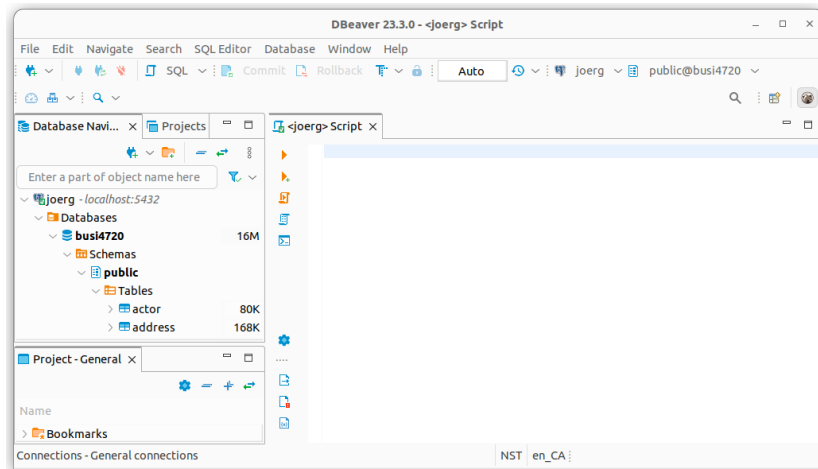 DBeaver 23.3.0 - <joerg> Script
File Edit Navigate Search SQL Editor Database Window Help
SQL Commit Rollback Auto joerg public@busi4720
Database Navi... Projects
<joerg> Script
Enter a part of object name here
joerg - localhost:5432
Databases
busi4720 16M
Schemas
public
Tables
actor 80K
address 168K
Project - General
Name
Bookmarks
Connections - General connections NST en_CA